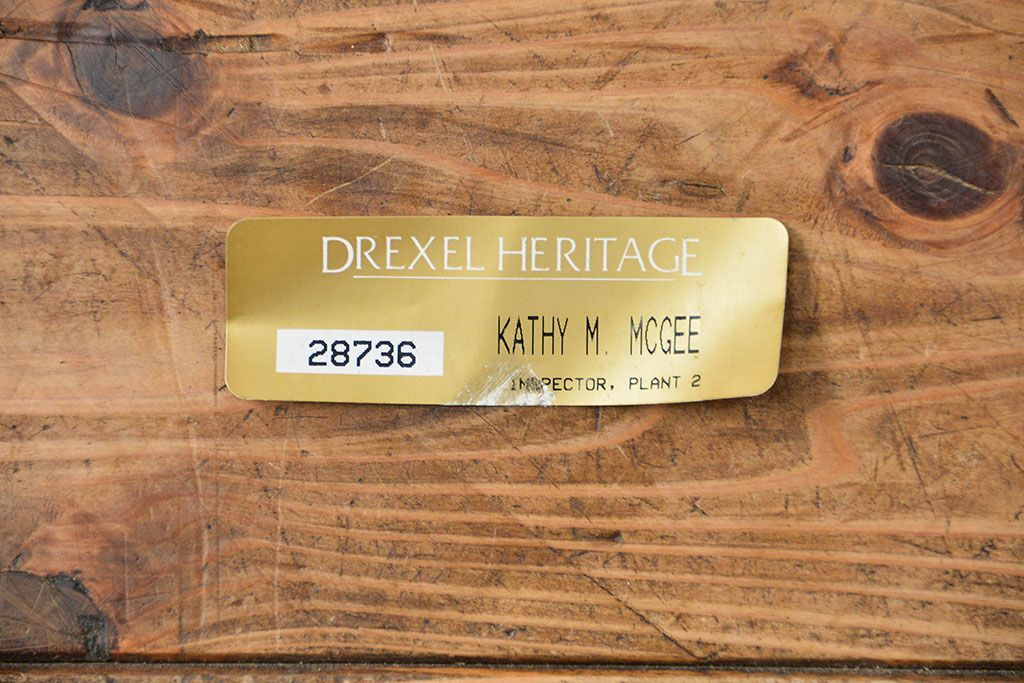 DREXEL HERITAGE
28736
KATHY M. MCGEE
INSPECTOR, PLANT 2